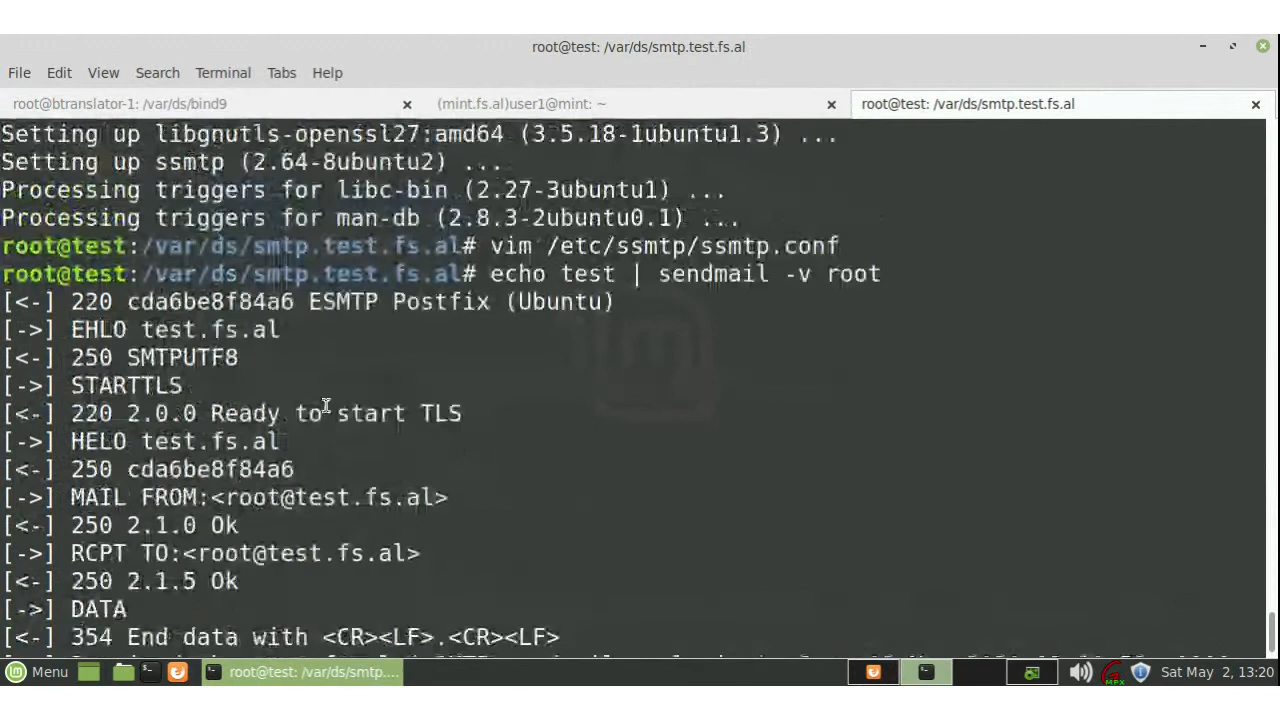 root@test: /var/ds/smtp.test.fs.al
File Edit View Search Terminal Tabs Help
root@btranslator-1: /var/ds/bind9
(mint.fs.al)user1@mint: ~
root@test: /var/ds/smtp.test.fs.al
Setting up libgnutls-openssl27:amd64 (3.5.18-1ubuntu1.3) ...
Setting up ssmtp (2.64-8ubuntu2) ...
Processing triggers for libc-bin (2.27-3ubuntu1) ...
Processing triggers for man-db (2.8.3-2ubuntu0.1) ...
root@test:/var/ds/smtp.test.fs.al# vim /etc/ssmtp/ssmtp.conf
root@test:/var/ds/smtp.test.fs.al# echo test | sendmail -v root
[<-] 220 cda6be8f84a6 ESMTP Postfix (Ubuntu)
[->] EHLO test.fs.al
[<-] 250 SMTPUTF8
[->] STARTTLS
[<-] 220 2.0.0 Ready to start TLS
[->] HELO test.fs.al
[<-] 250 cda6be8f84a6
[->] MAIL FROM:<root@test.fs.al>
[<-] 250 2.1.0 Ok
[->] RCPT TO:<root@test.fs.al>
[<-] 250 2.1.5 Ok
[->] DATA
[<-] 354 End data with <CR><LF>.<CR><LF>
Menu
root@test: /var/ds/smtp....
MPX
Sat May 2, 13:20